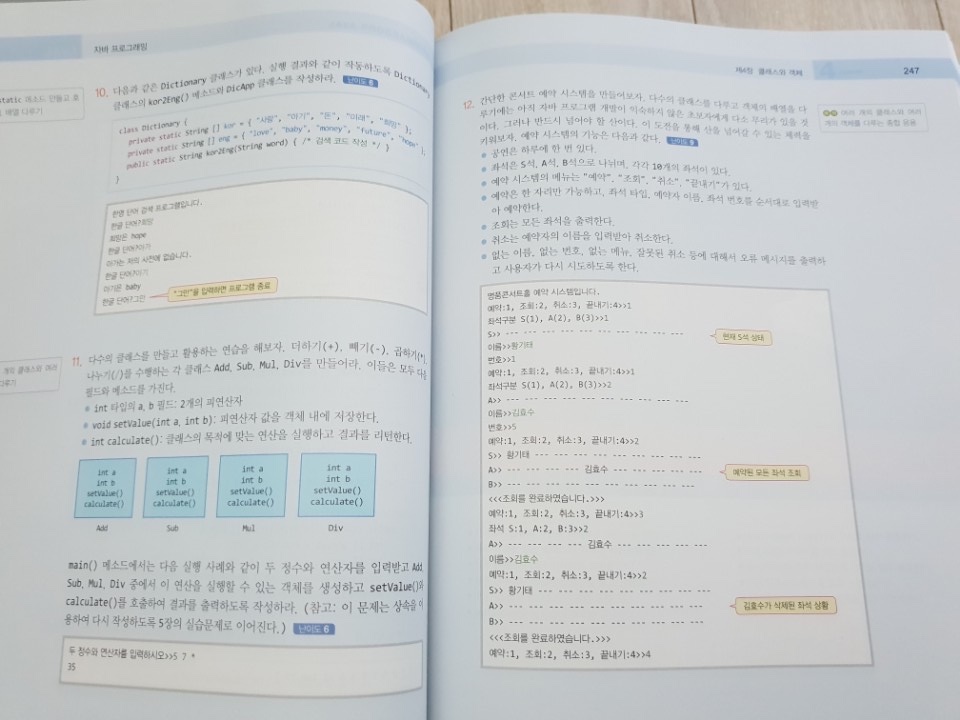 자바 프로그래밍
static 메소드 만들고 호
배열 다루기
10. 다음과 같은 Dictionary 클래스가 있다. 실행 결과와 같이 작동하도록 Dictionary
클래스의 kor2Eng() 메소드와 DicApp 클래스를 작성하라. 난이도 6
class Dictionary {
private static String [] kor = { "사랑", "아기", "돈", "미래", "희망" };
private static String [] eng = { "love", "baby", "money", "future", "hope" };
public static String kor2Eng(String word) { /* 검색 코드 작성 */ }
}
한영 단어 검색 프로그램입니다.
한글 단어?희망
희망은 hope
한글 단어?아가
아가는 저의 사전에 없습니다.
한글 단어?아기
아기은 baby
한글 단어?그만
"그만"을 입력하면 프로그램 종료
개의 클래스와 여러
다루기
11. 다수의 클래스를 만들고 활용하는 연습을 해보자. 더하기(+), 빼기(-), 곱하기(*),
나누기(/)를 수행하는 각 클래스 Add, Sub, Mul, Div를 만들어라. 이들은 모두 다음
필드와 메소드를 가진다.
● int 타입의 a, b 필드: 2개의 피연산자
● void setValue(int a, int b): 피연산자 값을 객체 내에 저장한다.
● int calculate(): 클래스의 목적에 맞는 연산을 실행하고 결과를 리턴한다.
int a int a int a int a
int b int b int b int b
setValue() setValue() setValue() setValue()
calculate() calculate() calculate() calculate()
Add Sub Mul Div
main() 메소드에서는 다음 실행 사례와 같이 두 정수와 연산자를 입력받고 Add,
Sub, Mul, Div 중에서 이 연산을 실행할 수 있는 객체를 생성하고 setValue()와
calculate()를 호출하여 결과를 출력하도록 작성하라. (참고: 이 문제는 상속을 이
용하여 다시 작성하도록 5장의 실습문제로 이어진다.) 난이도 6
두 정수와 연산자를 입력하시오>>5 7 *
35
제4장 클래스와 객체 247
12. 간단한 콘서트 예약 시스템을 만들어보자. 다수의 클래스를 다루고 객체의 배열을 다
루기에는 아직 자바 프로그램 개발이 익숙하지 않은 초보자에게 다소 무리가 있을 것
이다. 그러나 반드시 넘어야 할 산이다. 이 도전을 통해 산을 넘어갈 수 있는 체력을
키워보자. 예약 시스템의 기능은 다음과 같다. 난이도 9
여러 개의 클래스와 여러
개의 객체를 다루는 종합 응용
● 공연은 하루에 한 번 있다.
● 좌석은 S석, A석, B석으로 나뉘며, 각각 10개의 좌석이 있다.
● 예약 시스템의 메뉴는 "예약", "조회", "취소", "끝내기"가 있다.
● 예약은 한 자리만 가능하고, 좌석 타입, 예약자 이름, 좌석 번호를 순서대로 입력받
아 예약한다.
● 조회는 모든 좌석을 출력한다.
● 취소는 예약자의 이름을 입력받아 취소한다.
● 없는 이름, 없는 번호, 없는 메뉴, 잘못된 취소 등에 대해서 오류 메시지를 출력하
고 사용자가 다시 시도하도록 한다.
명품콘서트홀 예약 시스템입니다.
예약:1, 조회:2, 취소:3, 끝내기:4>>1
좌석구분 S(1), A(2), B(3)>>1
S>> --- --- --- --- --- --- --- --- --- ---
현재 S석 상태
이름>>황기태
번호>>1
예약:1, 조회:2, 취소:3, 끝내기:4>>1
좌석구분 S(1), A(2), B(3)>>2
A>> --- --- --- --- --- --- --- --- --- ---
이름>>김효수
번호>>5
예약:1, 조회:2, 취소:3, 끝내기:4>>2
S>> 황기태 --- --- --- --- --- --- --- --- ---
A>> --- --- --- --- 김효수 --- --- --- --- ---
예약된 모든 좌석 조회
B>> --- --- --- --- --- --- --- --- --- ---
<<<조회를 완료하였습니다.>>>
예약:1, 조회:2, 취소:3, 끝내기:4>>3
좌석 S:1, A:2, B:3>>2
A>> --- --- --- --- 김효수 --- --- --- --- ---
이름>>김효수
예약:1, 조회:2, 취소:3, 끝내기:4>>2
S>> 황기태 --- --- --- --- --- --- --- --- ---
A>> --- --- --- --- --- --- --- --- --- ---
김효수가 삭제된 좌석 상황
B>> --- --- --- --- --- --- --- --- --- ---
<<<조회를 완료하였습니다.>>>
예약:1, 조회:2, 취소:3, 끝내기:4>>4